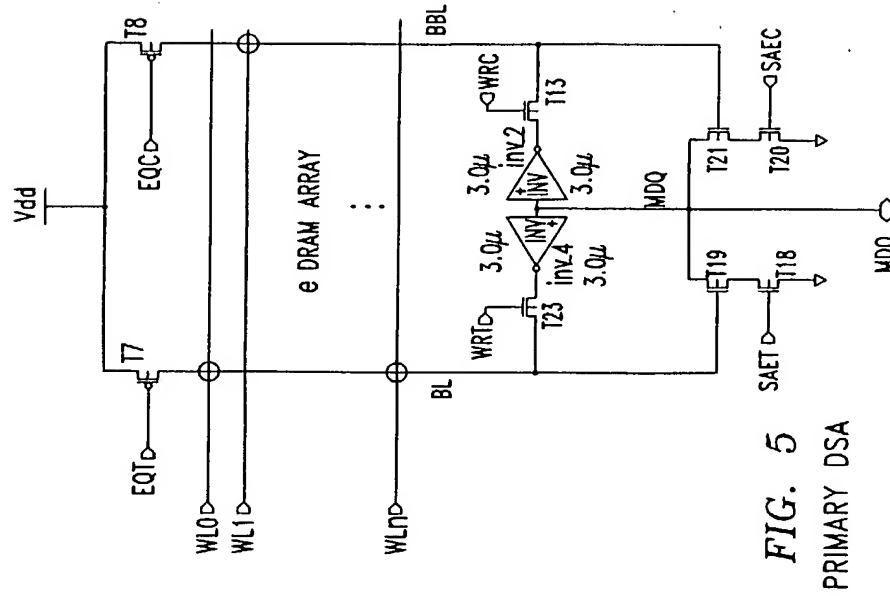 Vdd
T7
T8
EQT
EQC
WL0
WL1
e DRAM ARRAY
WLn
BL
BBL
WRT
WRC
T23
T13
3.0μ
3.0μ
INV
INV
inv_4
inv_2
3.0μ
3.0μ
MDQ
T19
T21
T18
T20
SAET
SAEC
MDQ
FIG. 5
PRIMARY DSA